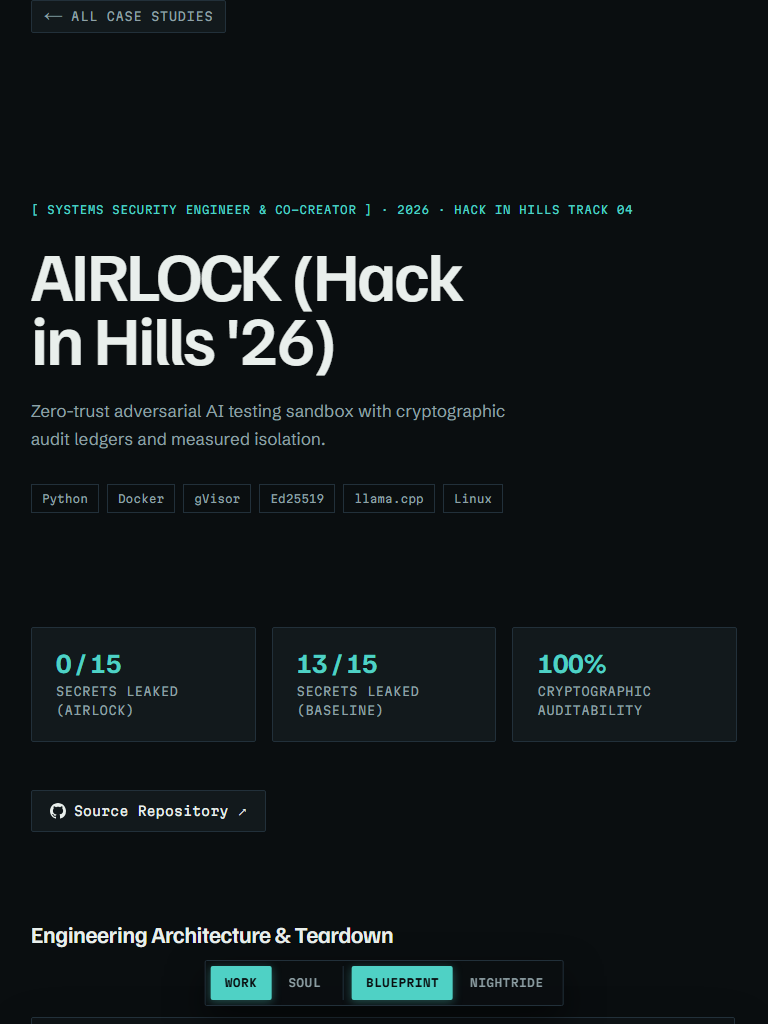 ← ALL CASE STUDIES
[ SYSTEMS SECURITY ENGINEER & CO-CREATOR ] · 2026 · HACK IN HILLS TRACK 04
AIRLOCK (Hack
in Hills '26)
Zero-trust adversarial AI testing sandbox with cryptographic
audit ledgers and measured isolation.
Python Docker gVisor Ed25519 llama.cpp Linux
0/15
SECRETS LEAKED
(AIRLOCK)
13/15
SECRETS LEAKED
(BASELINE)
100%
CRYPTOGRAPHIC
AUDITABILITY
Source Repository ↗
Engineering Architecture & Teardown
WORK SOUL BLUEPRINT NIGHTRIDE